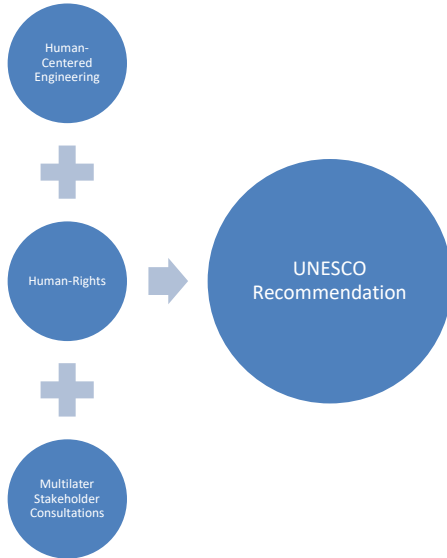 Human-
Centered
Engineering
Human-Rights
UNESCO
Recommendation
Multilater
Stakeholder
Consultations